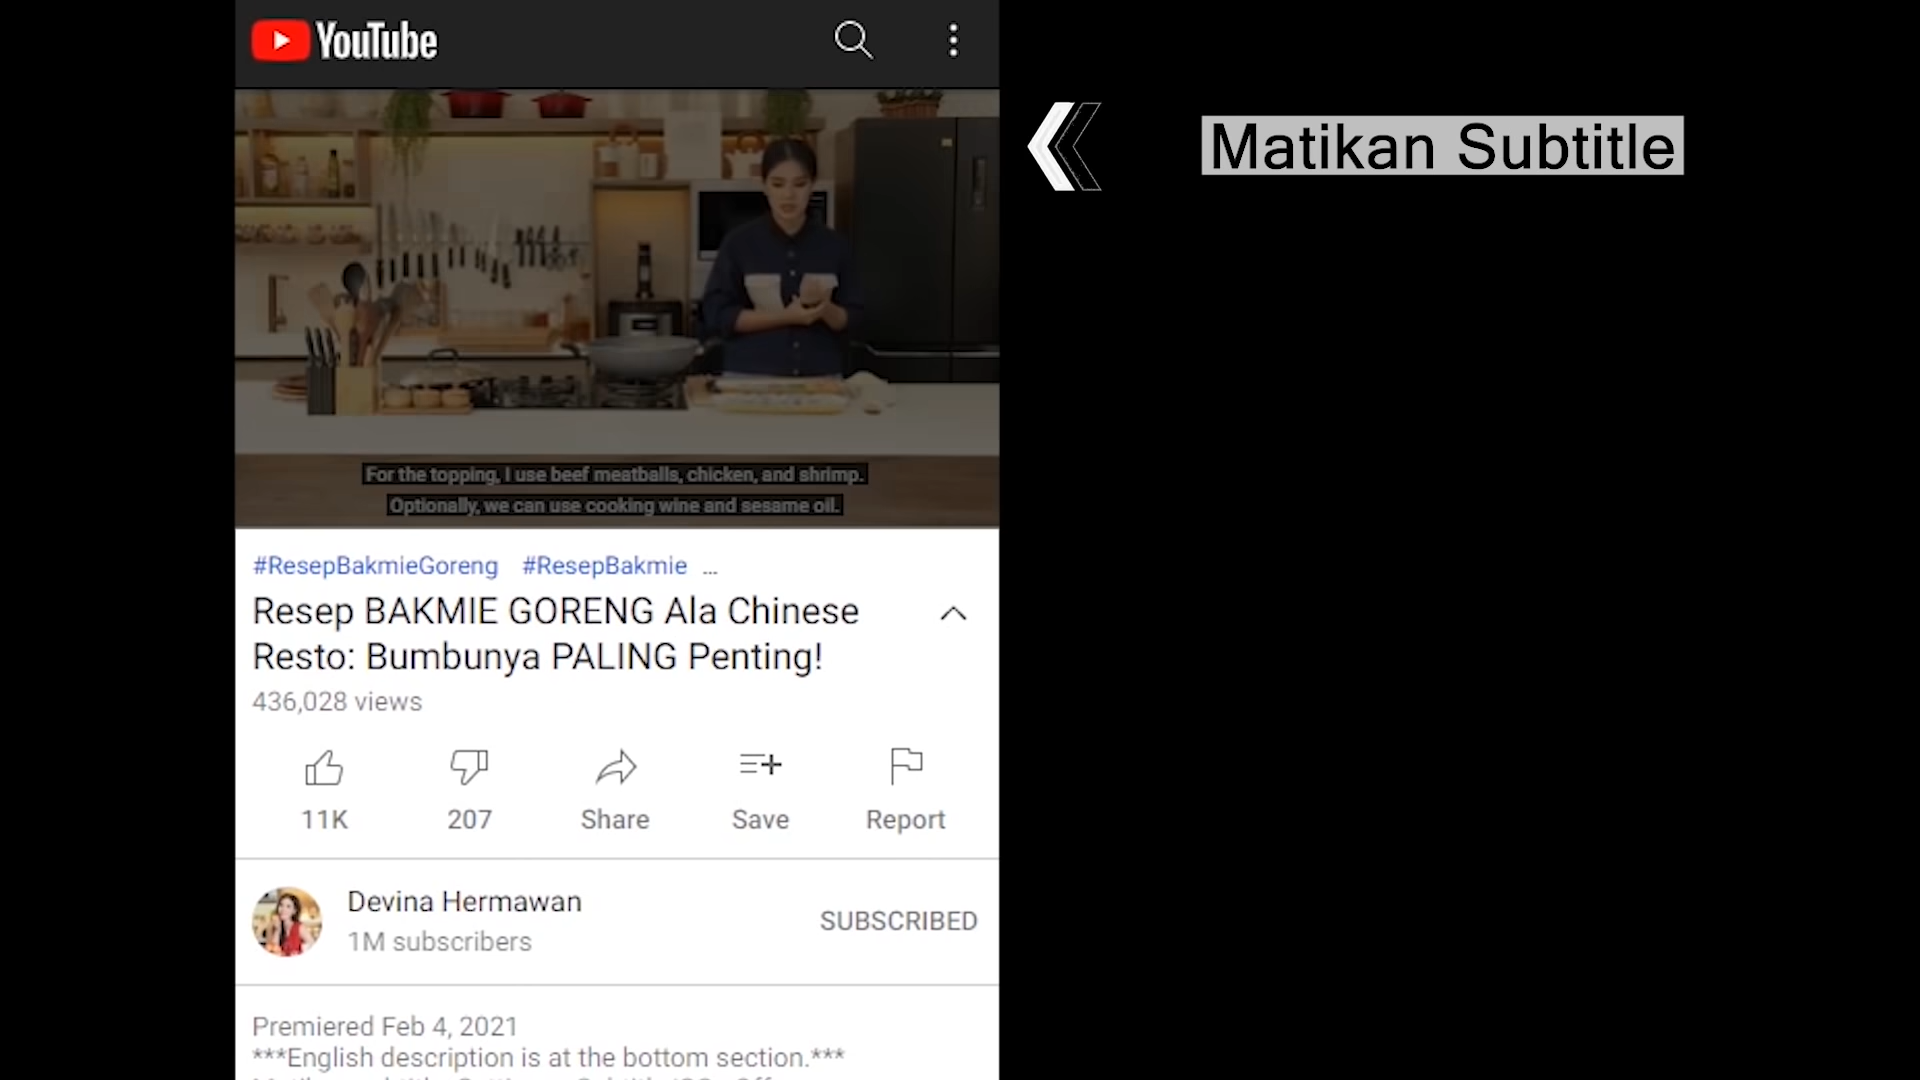 YouTube
Matikan Subtitle
For the topping, I use beef meatballs, chicken, and shrimp.
Optionally, we can use cooking wine and sesame oil.
#ResepBakmieGoreng #ResepBakmie ...
Resep BAKMIE GORENG Ala Chinese
Resto: Bumbunya PALING Penting!
436,028 views
11K 207 Share Save Report
Devina Hermawan
1M subscribers
SUBSCRIBED
Premiered Feb 4, 2021
***English description is at the bottom section.***